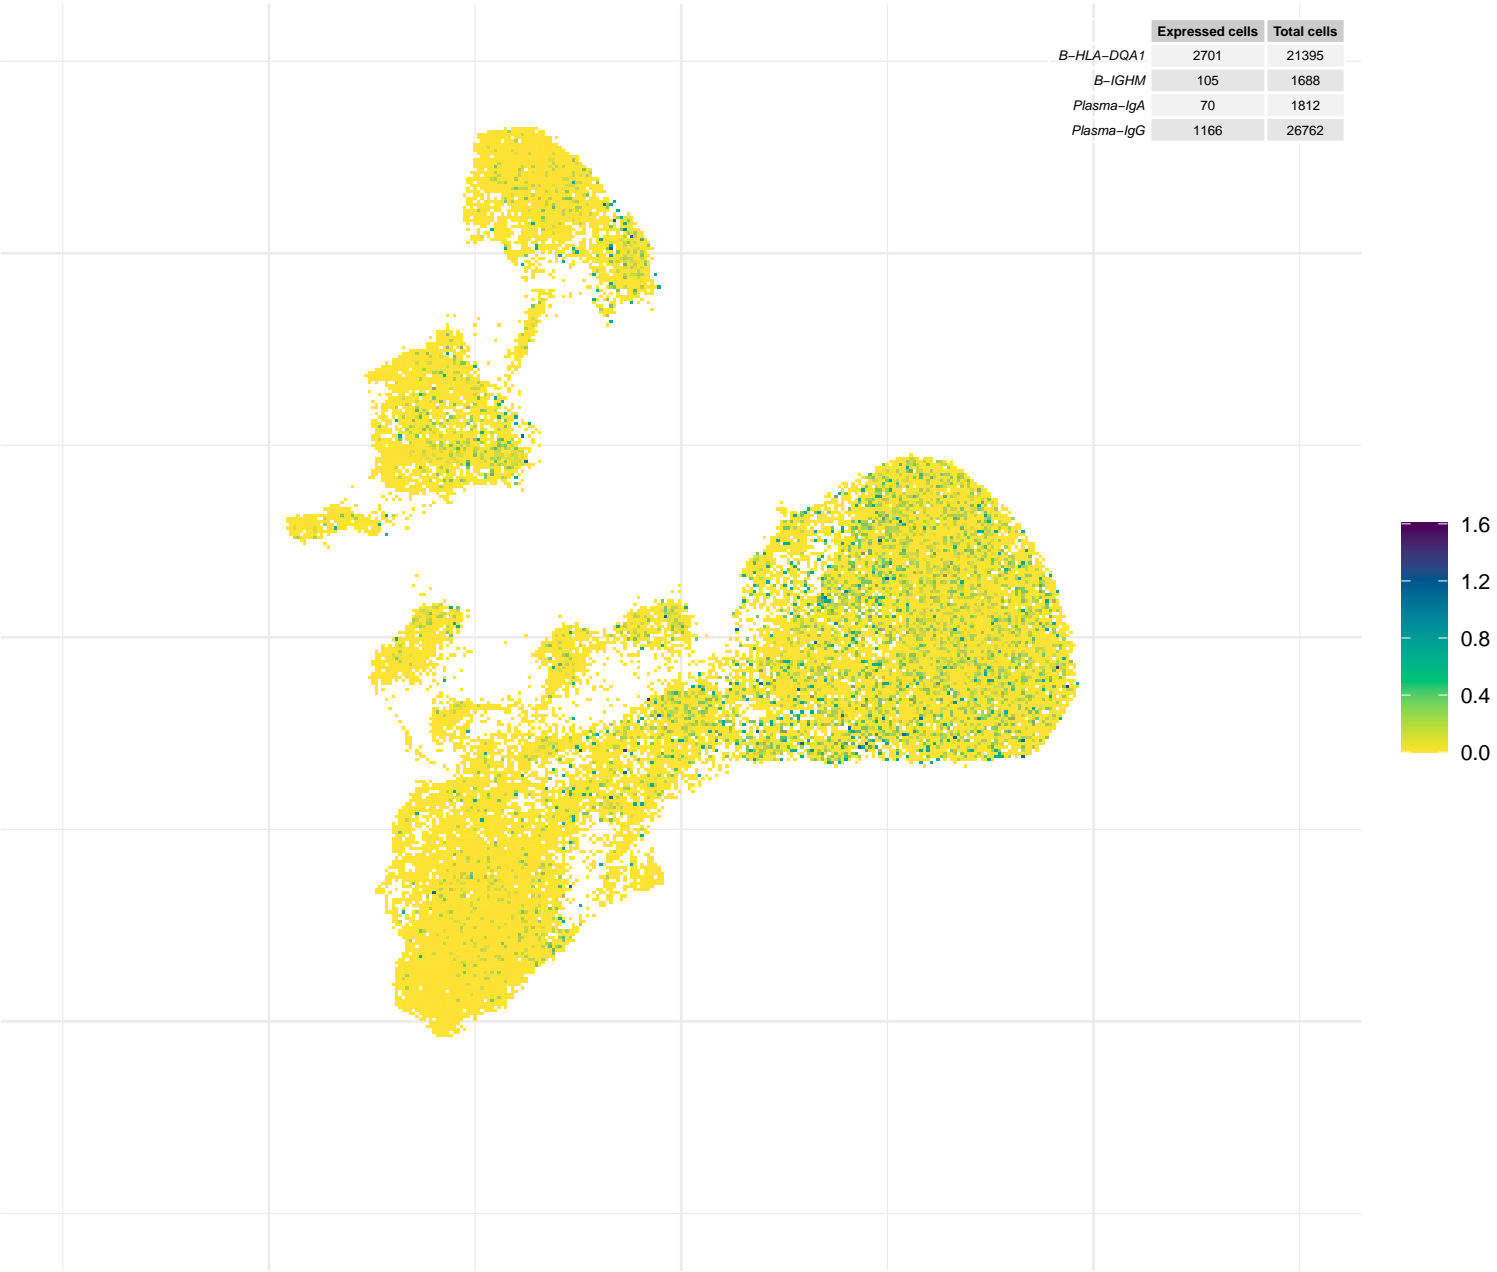 Expressed cells Total cells
B−HLA−DQA1 2701 21395
B−IGHM 105 1688
Plasma−IgA 70 1812
Plasma−IgG 1166 26762
1.6
1.2
0.8
0.4
0.0